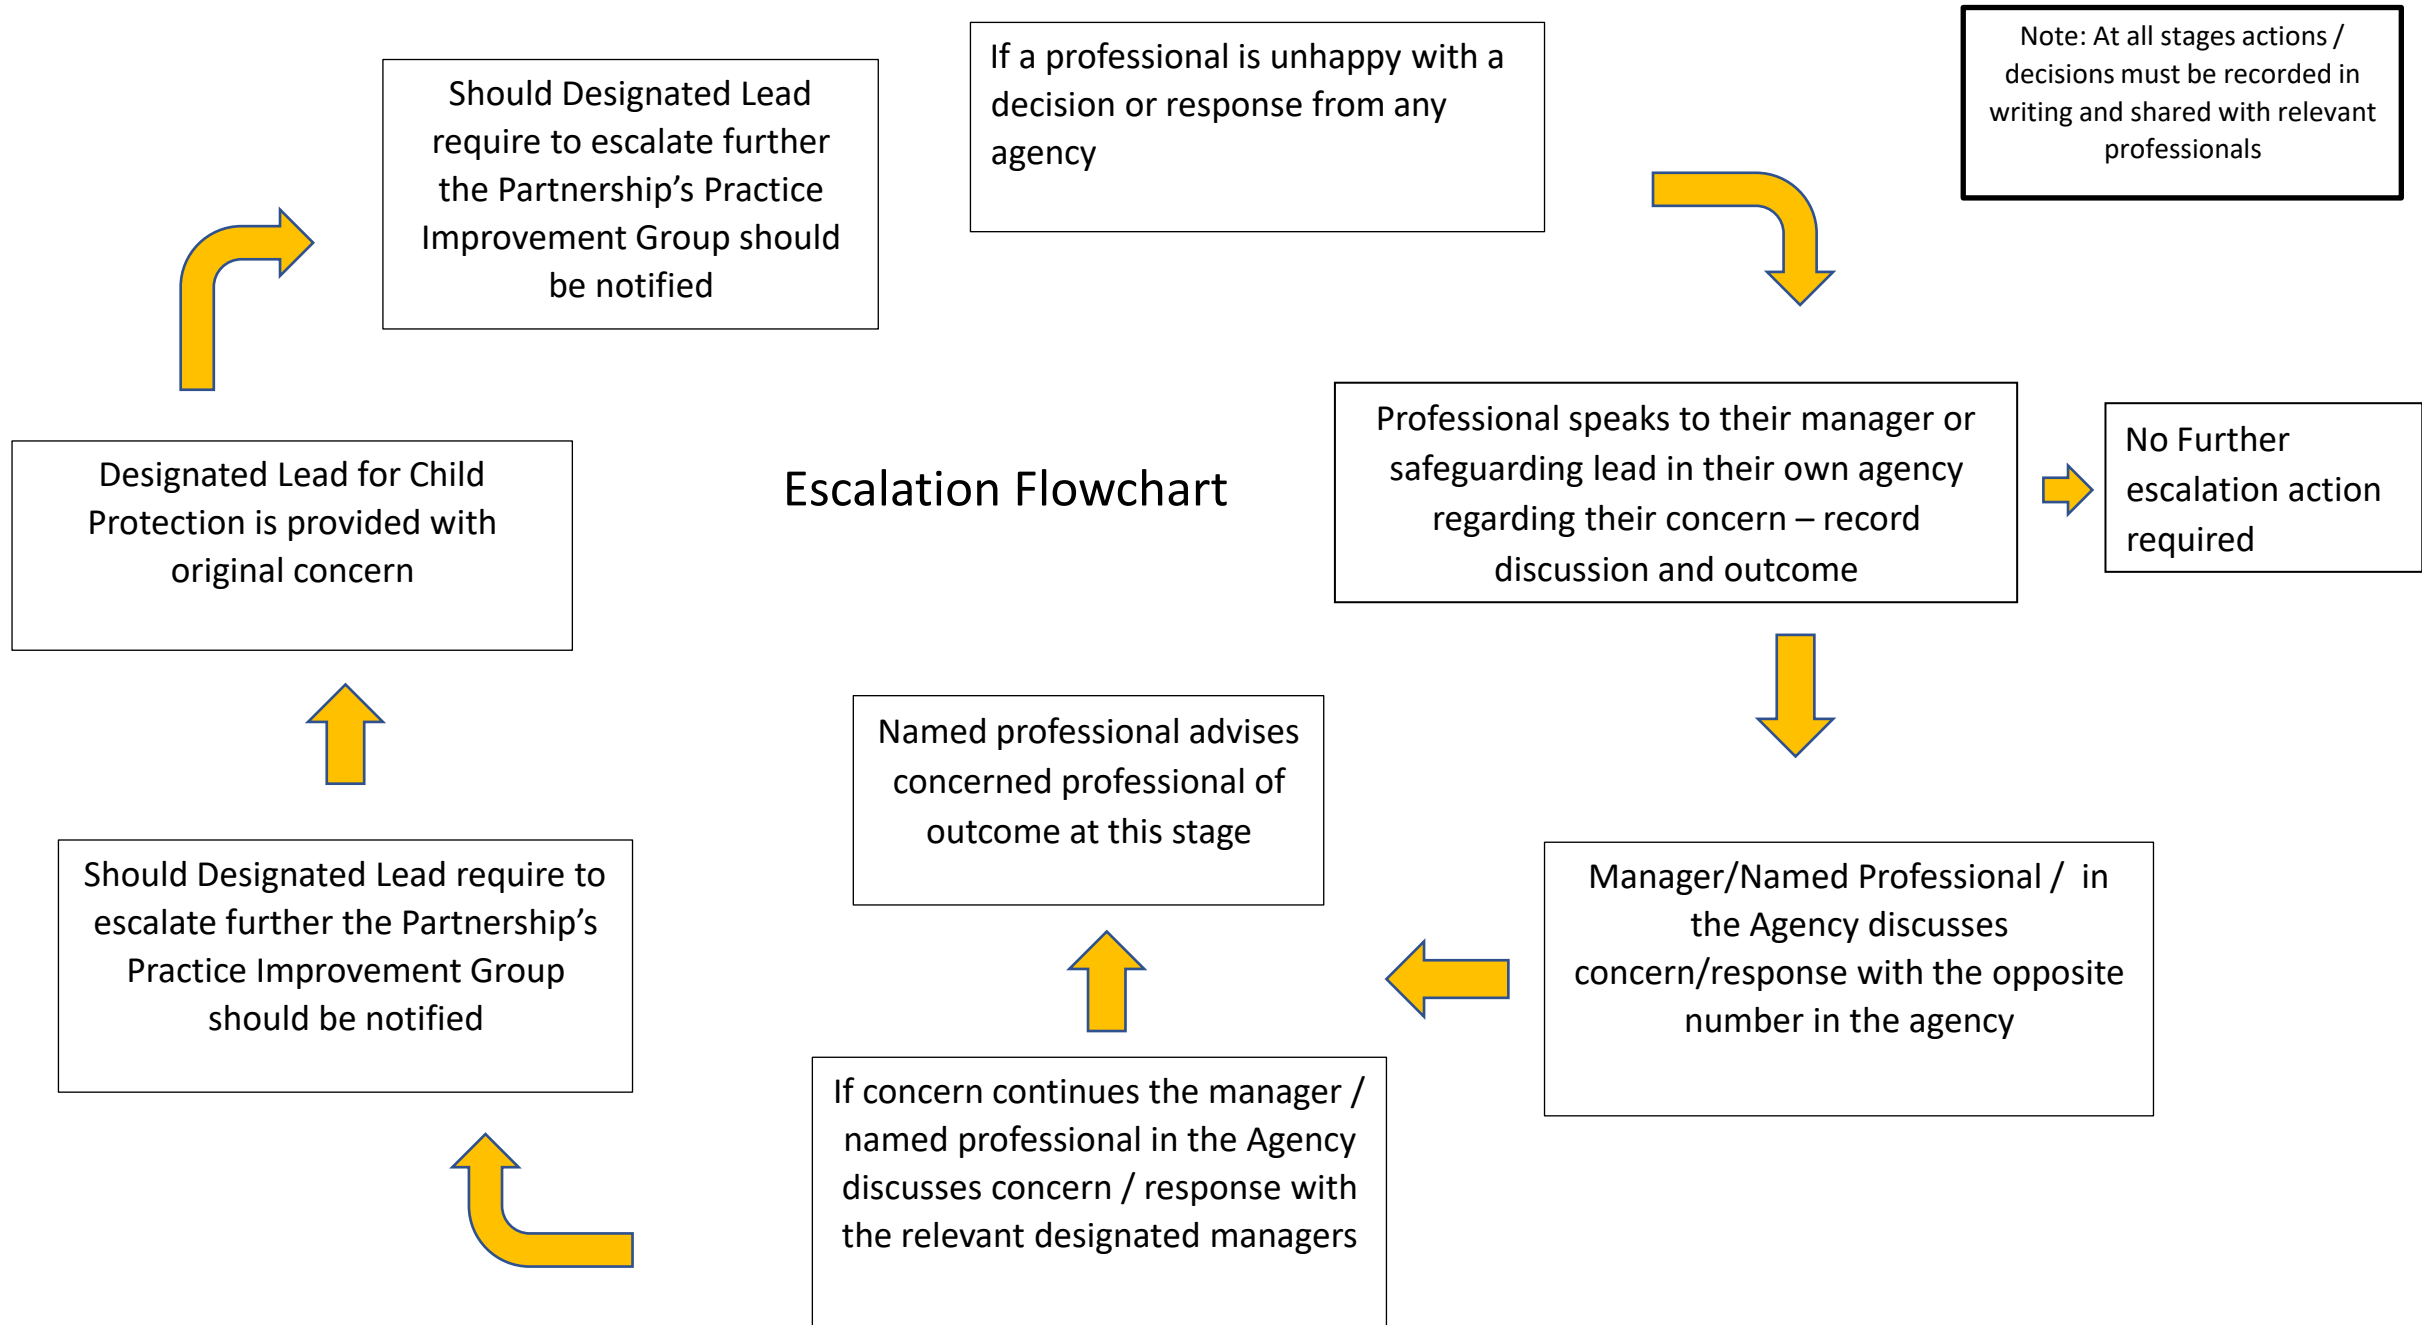 If a professional is unhappy with a
decision or response from any
agency
Note: At all stages actions /
decisions must be recorded in
writing and shared with relevant
professionals
Should Designated Lead
require to escalate further
the Partnership’s Practice
Improvement Group should
be notified
Escalation Flowchart
Professional speaks to their manager or
safeguarding lead in their own agency
regarding their concern – record
discussion and outcome
No Further
escalation action
required
Designated Lead for Child
Protection is provided with
original concern
Named professional advises
concerned professional of
outcome at this stage
Manager/Named Professional /  in
the Agency discusses
concern/response with the opposite
number in the agency
Should Designated Lead require to
escalate further the Partnership’s
Practice Improvement Group
should be notified
If concern continues the manager /
named professional in the Agency
discusses concern / response with
the relevant designated managers